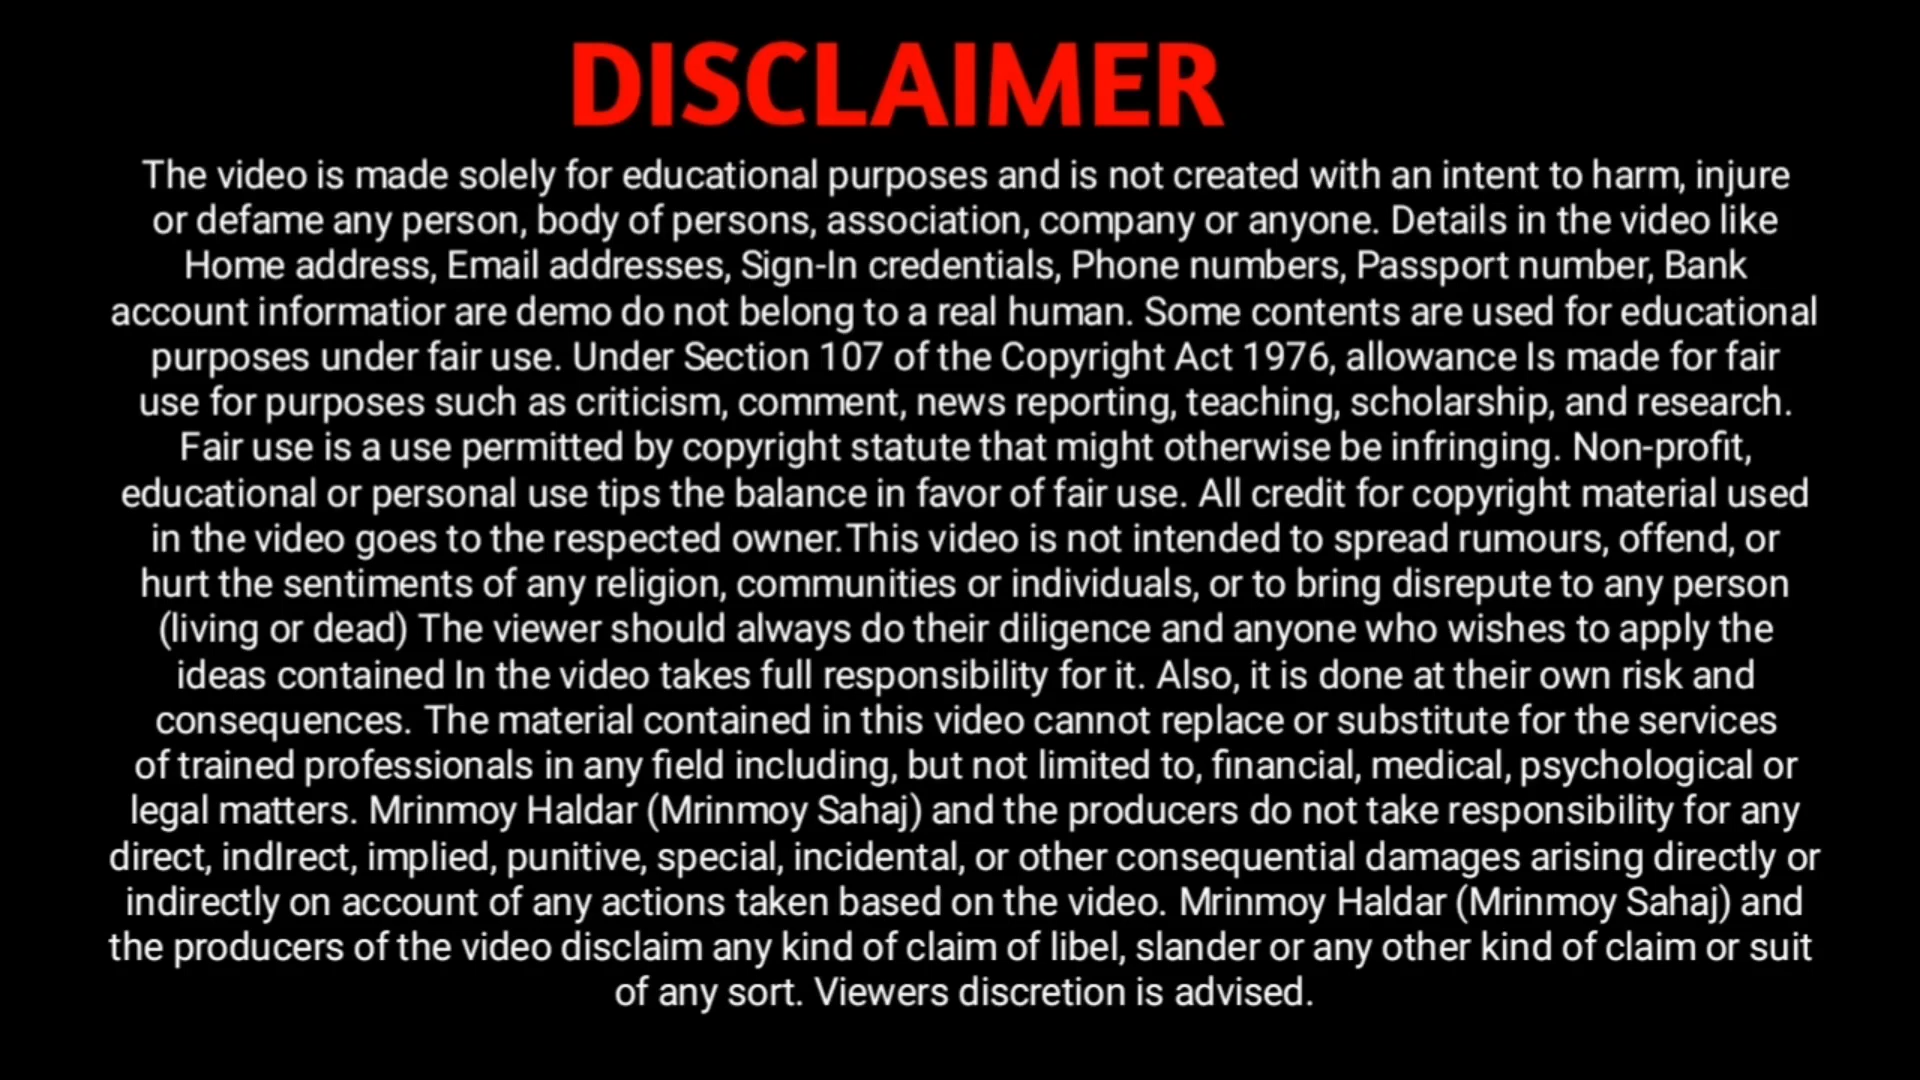 DISCLAIMER
The video is made solely for educational purposes and is not created with an intent to harm, injure
or defame any person, body of persons, association, company or anyone. Details in the video like
Home address, Email addresses, Sign-In credentials, Phone numbers, Passport number, Bank
account informatior are demo do not belong to a real human. Some contents are used for educational
purposes under fair use. Under Section 107 of the Copyright Act 1976, allowance Is made for fair
use for purposes such as criticism, comment, news reporting, teaching, scholarship, and research.
Fair use is a use permitted by copyright statute that might otherwise be infringing. Non-profit,
educational or personal use tips the balance in favor of fair use. All credit for copyright material used
in the video goes to the respected owner.This video is not intended to spread rumours, offend, or
hurt the sentiments of any religion, communities or individuals, or to bring disrepute to any person
(living or dead) The viewer should always do their diligence and anyone who wishes to apply the
ideas contained In the video takes full responsibility for it. Also, it is done at their own risk and
consequences. The material contained in this video cannot replace or substitute for the services
of trained professionals in any field including, but not limited to, financial, medical, psychological or
legal matters. Mrinmoy Haldar (Mrinmoy Sahaj) and the producers do not take responsibility for any
direct, indIrect, implied, punitive, special, incidental, or other consequential damages arising directly or
indirectly on account of any actions taken based on the video. Mrinmoy Haldar (Mrinmoy Sahaj) and
the producers of the video disclaim any kind of claim of libel, slander or any other kind of claim or suit
of any sort. Viewers discretion is advised.